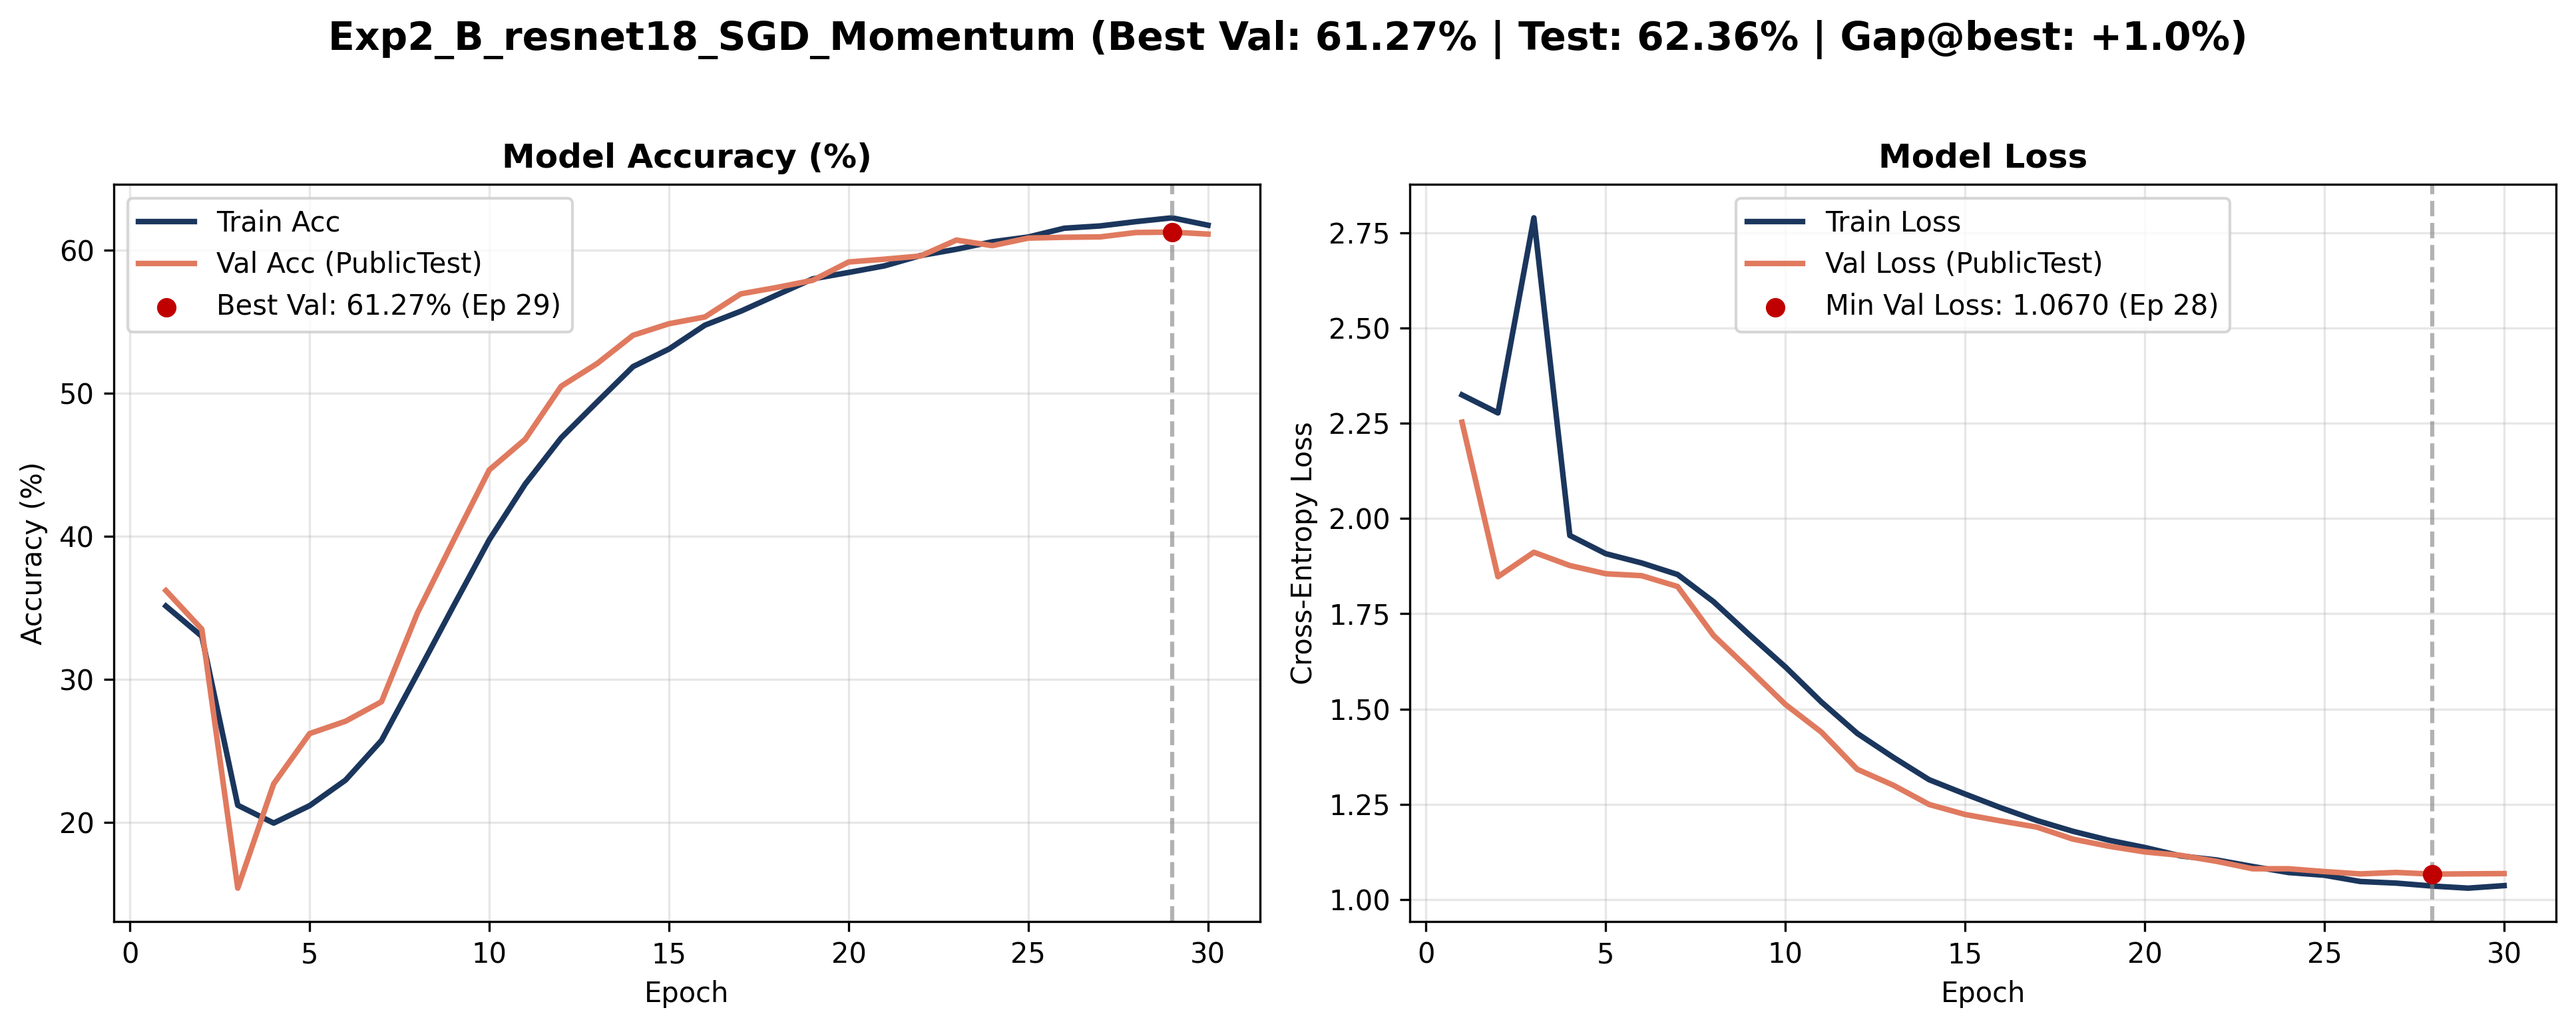 Exp2_B_resnet18_SGD_Momentum (Best Val: 61.27% | Test: 62.36% | Gap@best: +1.0%)
Model Accuracy (%)
Train Acc
Val Acc (PublicTest)
Best Val: 61.27% (Ep 29)
Accuracy (%)
60
50
40
30
20
0 5 10 15 20 25 30
Epoch
Model Loss
Train Loss
Val Loss (PublicTest)
Min Val Loss: 1.0670 (Ep 28)
Cross-Entropy Loss
2.75
2.50
2.25
2.00
1.75
1.50
1.25
1.00
0 5 10 15 20 25 30
Epoch